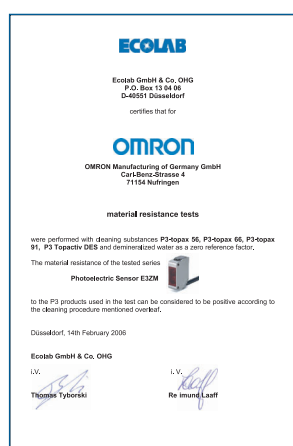 ECOLAB
Ecolab GmbH & Co. OHG
P.O. Box 13 04 06
D-40551 Düsseldorf
certifies that for
OMRON
OMRON Manufacturing of Germany GmbH
Carl-Benz-Strasse 4
71154 Nufringen
material resistance tests
were performed with cleaning substances P3-topax 56, P3-topax 66, P3-topax
91, P3 Topactiv DES and demineralized water as a zero reference factor.
The material resistance of the tested series
Photoelectric Sensor E3ZM
to the P3 products used in the test can be considered to be positive according to
the cleaning procedure mentioned overleaf.
Düsseldorf, 14th February 2006
Ecolab GmbH & Co. OHG
i.V. i. V.
Thomas Tyborski Re imund Laaff